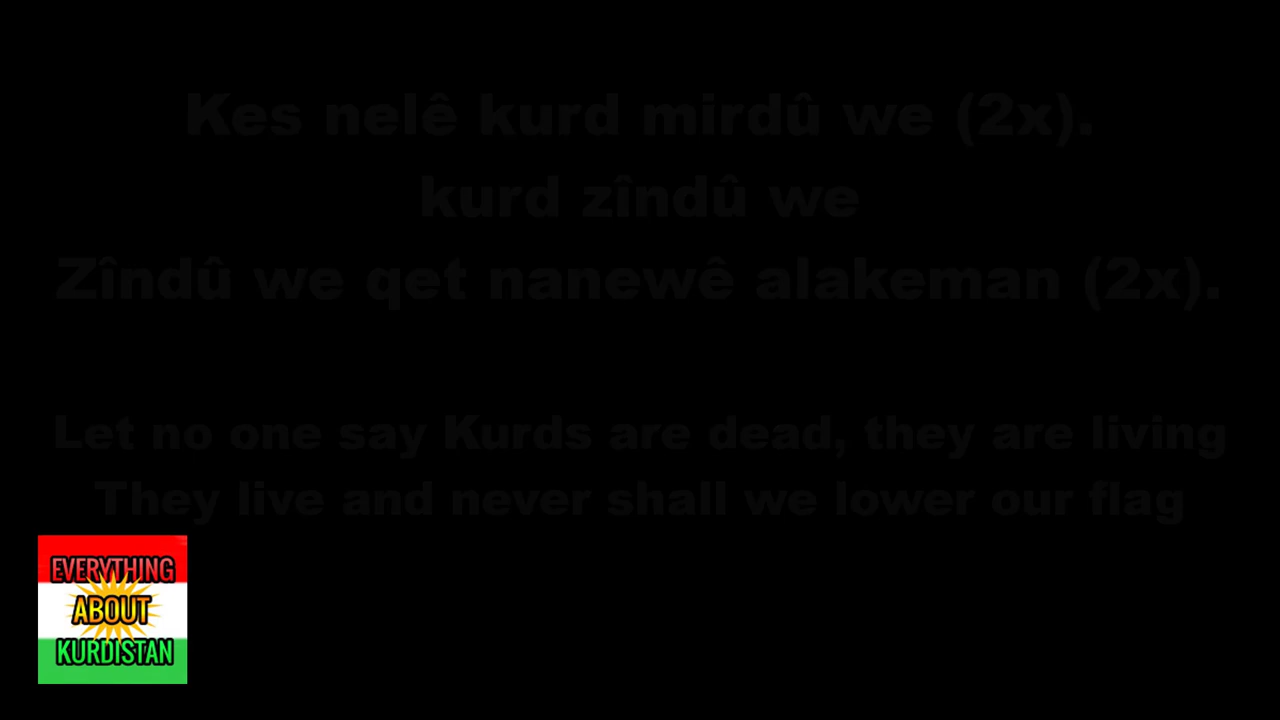 Kes nelê kurd mirdû we (2x).
kurd zîndû we
Zîndû we qet nanewê alakeman (2x).
Let no one say Kurds are dead, they are living
They live and never shall we lower our flag
EVERYTHING
ABOUT
KURDISTAN